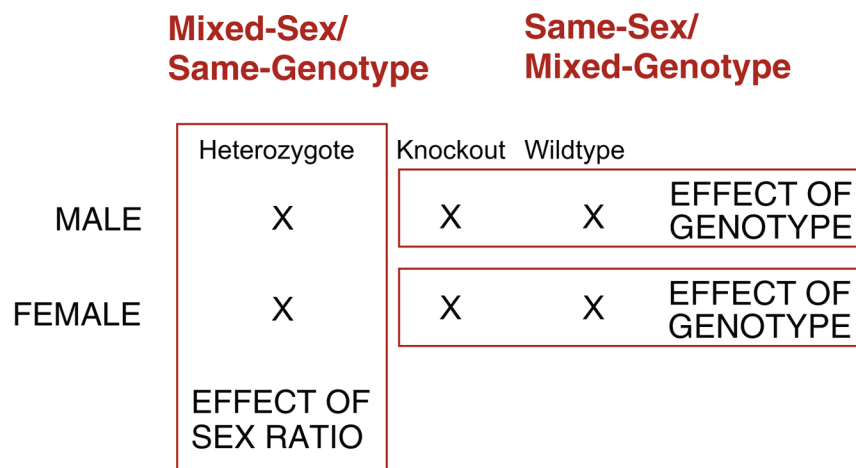 Mixed-Sex/
Same-Genotype
Same-Sex/
Mixed-Genotype
Heterozygote Knockout Wildtype
MALE X X X EFFECT OF
GENOTYPE
FEMALE X X X EFFECT OF
GENOTYPE
EFFECT OF
SEX RATIO